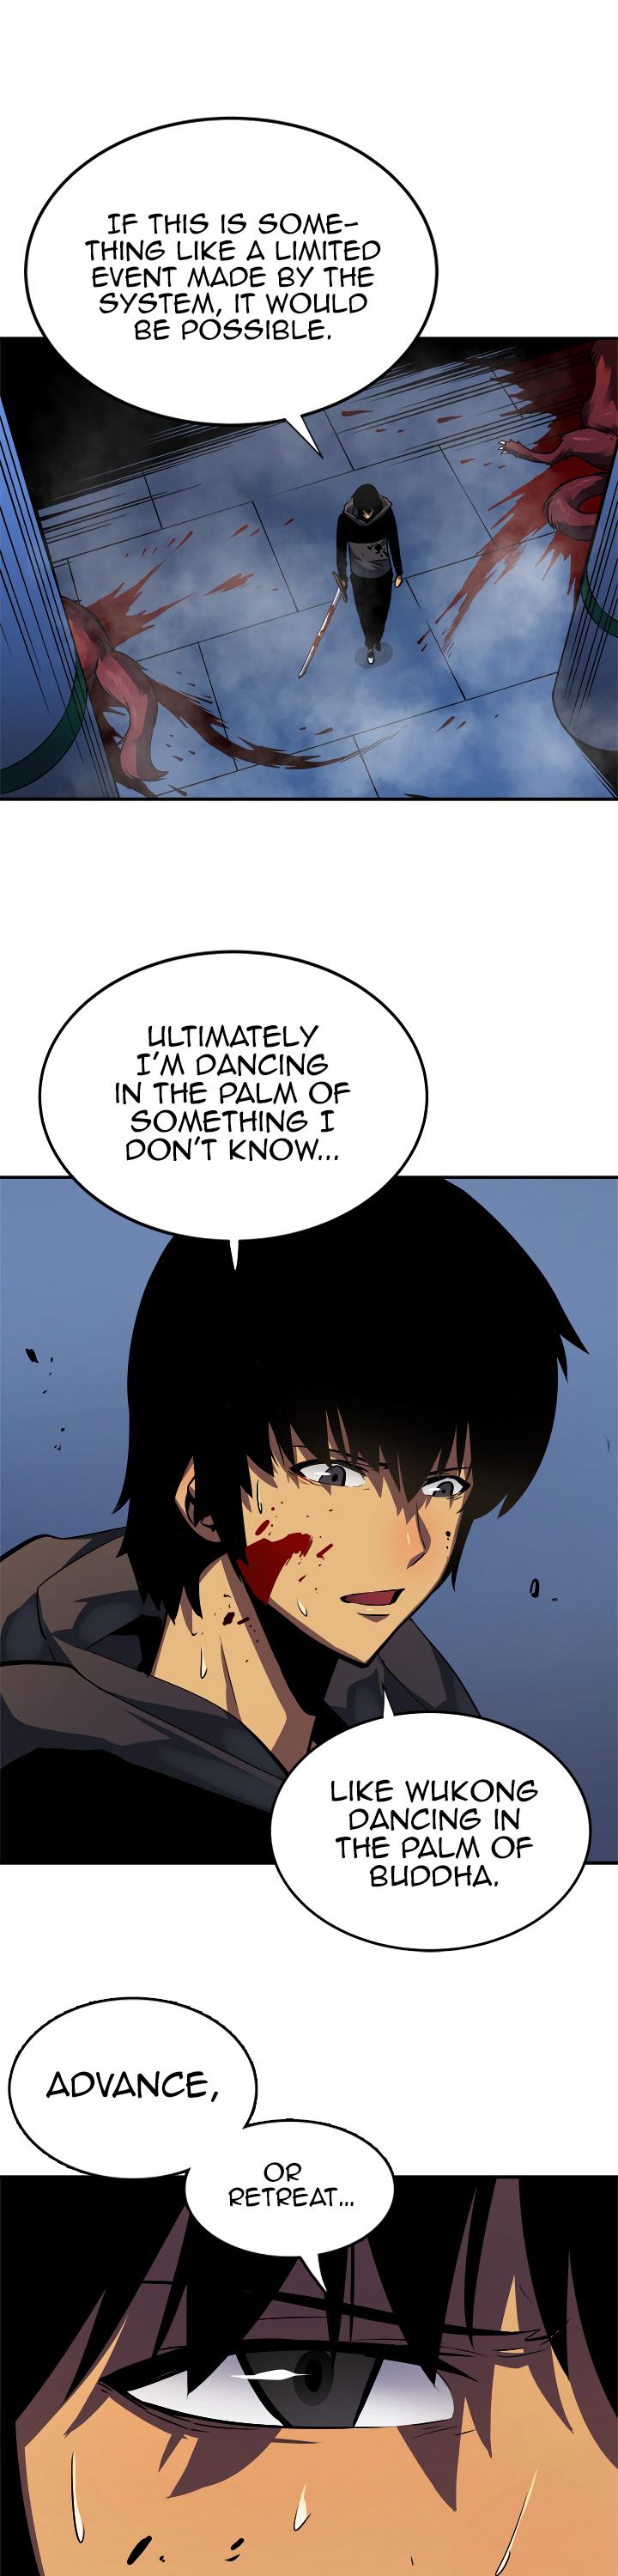 IF THIS IS SOME-
THING LIKE A LIMITED
EVENT MADE BY THE
SYSTEM, IT WOULD
BE POSSIBLE.
ULTIMATELY
I'M DANCING
IN THE PALM OF
SOMETHING I
DON'T KNOW...
LIKE WUKONG
DANCING IN
THE PALM OF
BUDDHA.
ADVANCE,
OR
RETREAT...